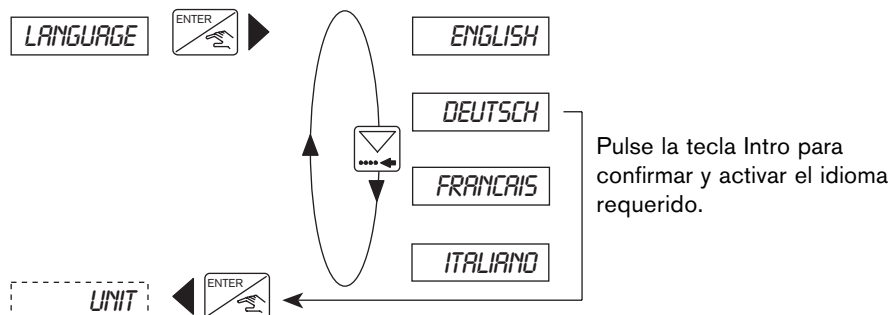 LANGUAGE
ENTER
ENGLISH
DEUTSCH
FRANCAIS
ITALIANO
Pulse la tecla Intro para
confirmar y activar el idioma
requerido.
UNIT
ENTER